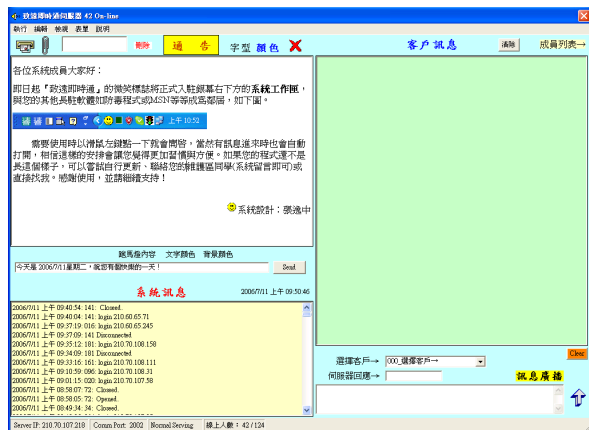 致遠即時通伺服器 42 On-line
執行 編輯 檢視 表單 說明
刪除 通 告 字型 顏色 客戶訊息 清除 成員列表→
各位系統成員大家好：
即日起『致遠即時通』的微笑標誌將正式入駐銀幕右下方的系統工作匣，
與您的其他長駐軟體如防毒程式或MSN等等成為鄰居，如下圖。
上午 10:52
需要使用時以滑鼠左鍵點一下就會開啓，當然有訊息進來時也會自動
打開，相信這樣的安排會讓您覺得更加習慣與方便。如果您的程式還不是
長這個樣子，可以嘗試自行更新、聯絡您的維護區同學(系統留言即可)或
直接找我。感謝使用，並請繼續支持！
系統設計：張逸中
跑馬燈內容 文字顏色 背景顏色
今天是 2006/7/11星期二，祝您有個快樂的一天！ Send
系統訊息 2006/7/11 上午 09:50:46
2006/7/11 上午 09:40:54: 141: Closed.
2006/7/11 上午 09:40:04: 141: login 210.60.65.71
2006/7/11 上午 09:37:19: 016: login 210.60.65.245
2006/7/11 上午 09:37:09: 141 Disconnected
2006/7/11 上午 09:35:12: 181: login 210.70.108.158
2006/7/11 上午 09:34:09: 181 Disconnected
2006/7/11 上午 09:33:16: 161: login 210.70.108.111
2006/7/11 上午 09:10:59: 096: login 210.70.108.31
2006/7/11 上午 09:01:15: 020: login 210.70.107.58
2006/7/11 上午 08:58:07: 72: Closed.
2006/7/11 上午 08:58:05: 72: Opened.
2006/7/11 上午 08:49:34: 34: Closed.
Clear
選擇客戶→ 000_選擇客戶→
伺服器回應→ 訊息廣播
Server IP: 210.70.107.218 Comm Port: 2002 Normal Serving 線上人數：42 / 124